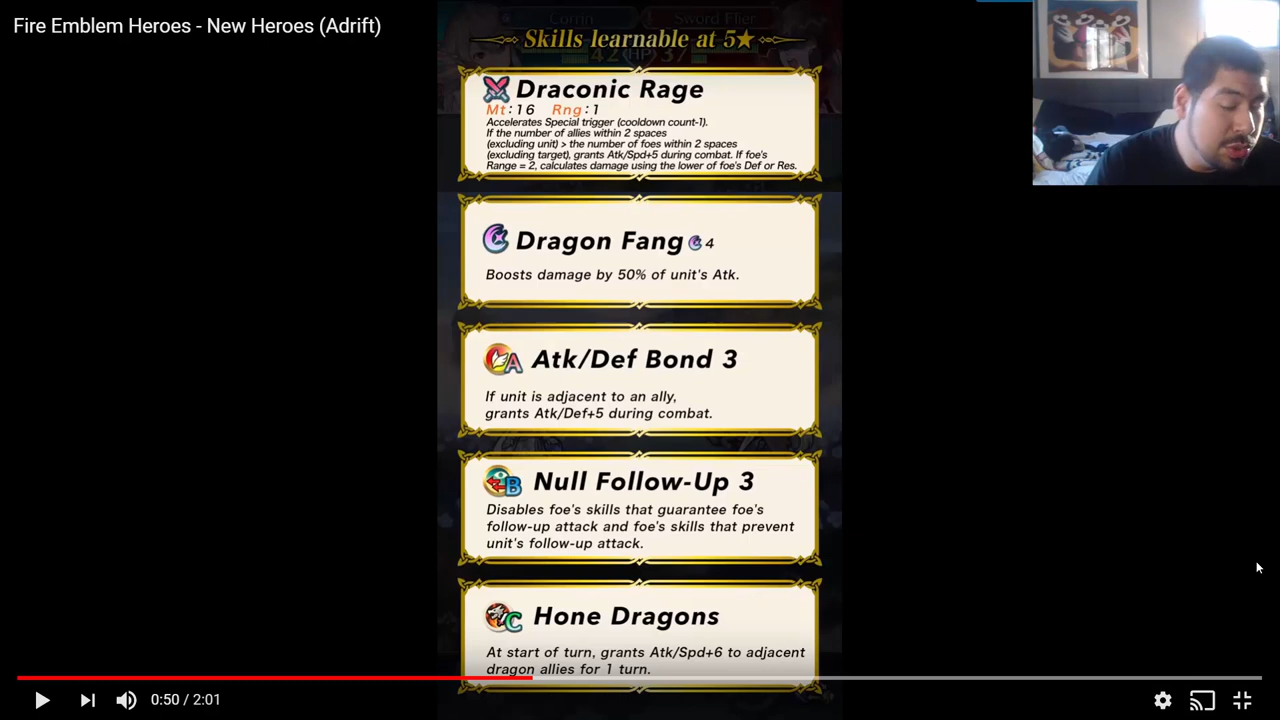 Fire Emblem Heroes - New Heroes (Adrift)
Corrin Sword Flier
Skills learnable at 5★
42 HP 37
Draconic Rage
Mt:16 Rng:1
Accelerates Special trigger (cooldown count-1).
If the number of allies within 2 spaces
(excluding unit) > the number of foes within 2 spaces
(excluding target), grants Atk/Spd+5 during combat. If foe's
Range = 2, calculates damage using the lower of foe's Def or Res.
Dragon Fang 4
Boosts damage by 50% of unit's Atk.
A Atk/Def Bond 3
If unit is adjacent to an ally,
grants Atk/Def+5 during combat.
B Null Follow-Up 3
Disables foe's skills that guarantee foe's
follow-up attack and foe's skills that prevent
unit's follow-up attack.
C Hone Dragons
At start of turn, grants Atk/Spd+6 to adjacent
dragon allies for 1 turn.
0:50 / 2:01